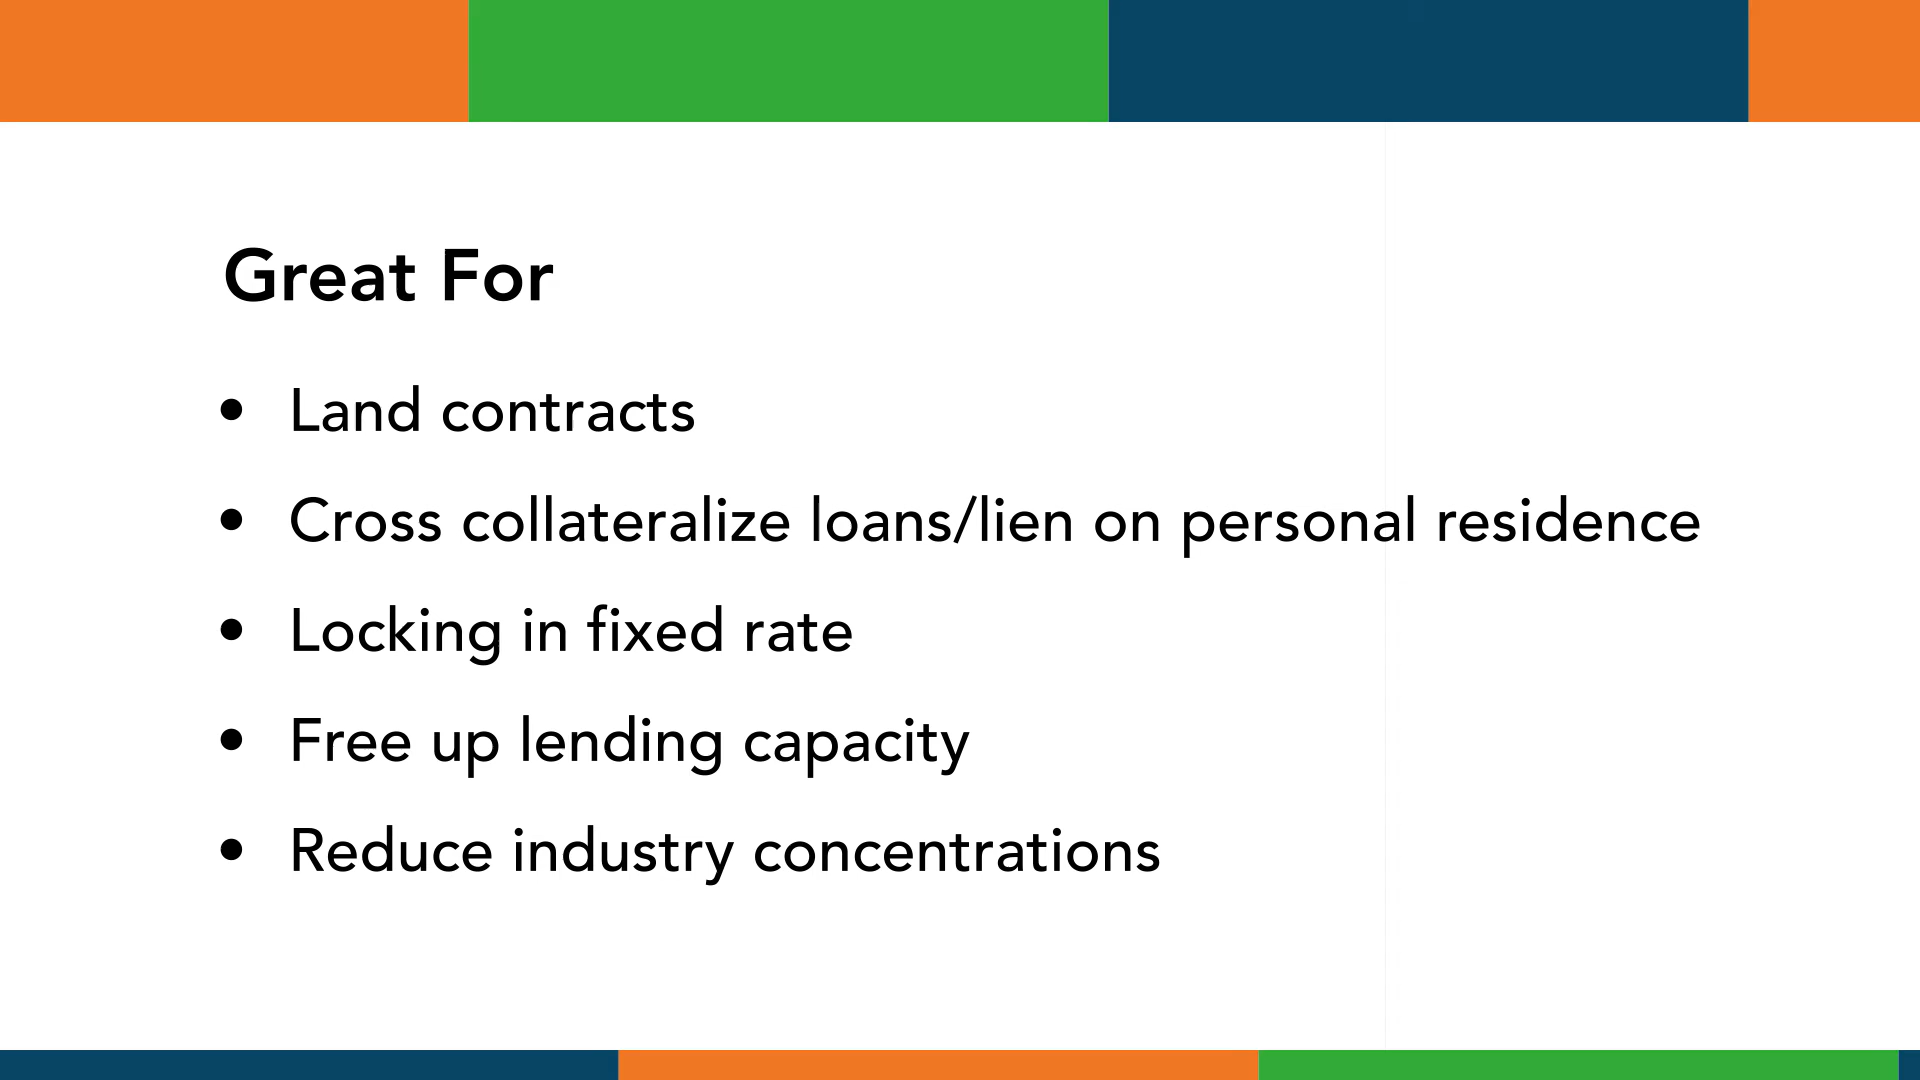 Great For
• Land contracts
• Cross collateralize loans/lien on personal residence
• Locking in fixed rate
• Free up lending capacity
• Reduce industry concentrations